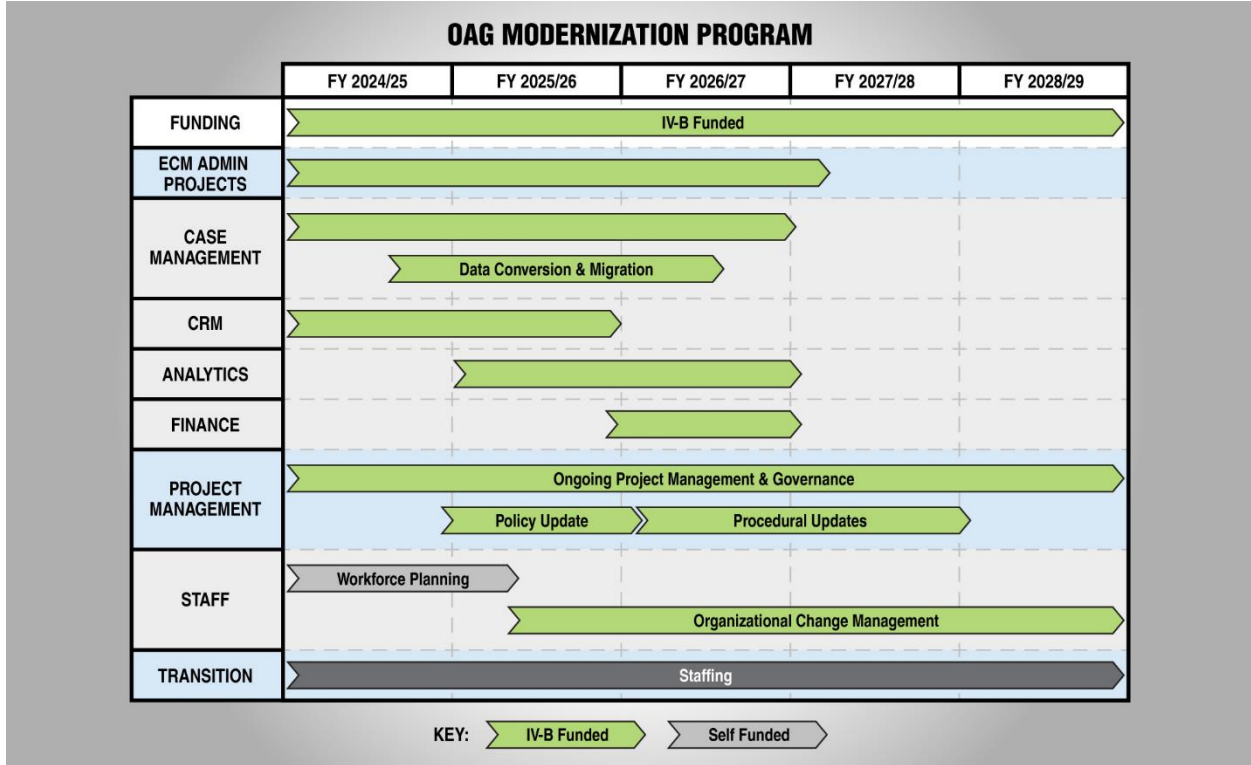 OAG MODERNIZATION PROGRAM
FY 2024/25 FY 2025/26 FY 2026/27 FY 2027/28 FY 2028/29
FUNDING
IV-B Funded
ECM ADMIN
PROJECTS
CASE
MANAGEMENT
Data Conversion & Migration
CRM
ANALYTICS
FINANCE
PROJECT
MANAGEMENT
Ongoing Project Management & Governance
Policy Update
Procedural Updates
STAFF
Workforce Planning
Organizational Change Management
TRANSITION
Staffing
KEY: IV-B Funded Self Funded